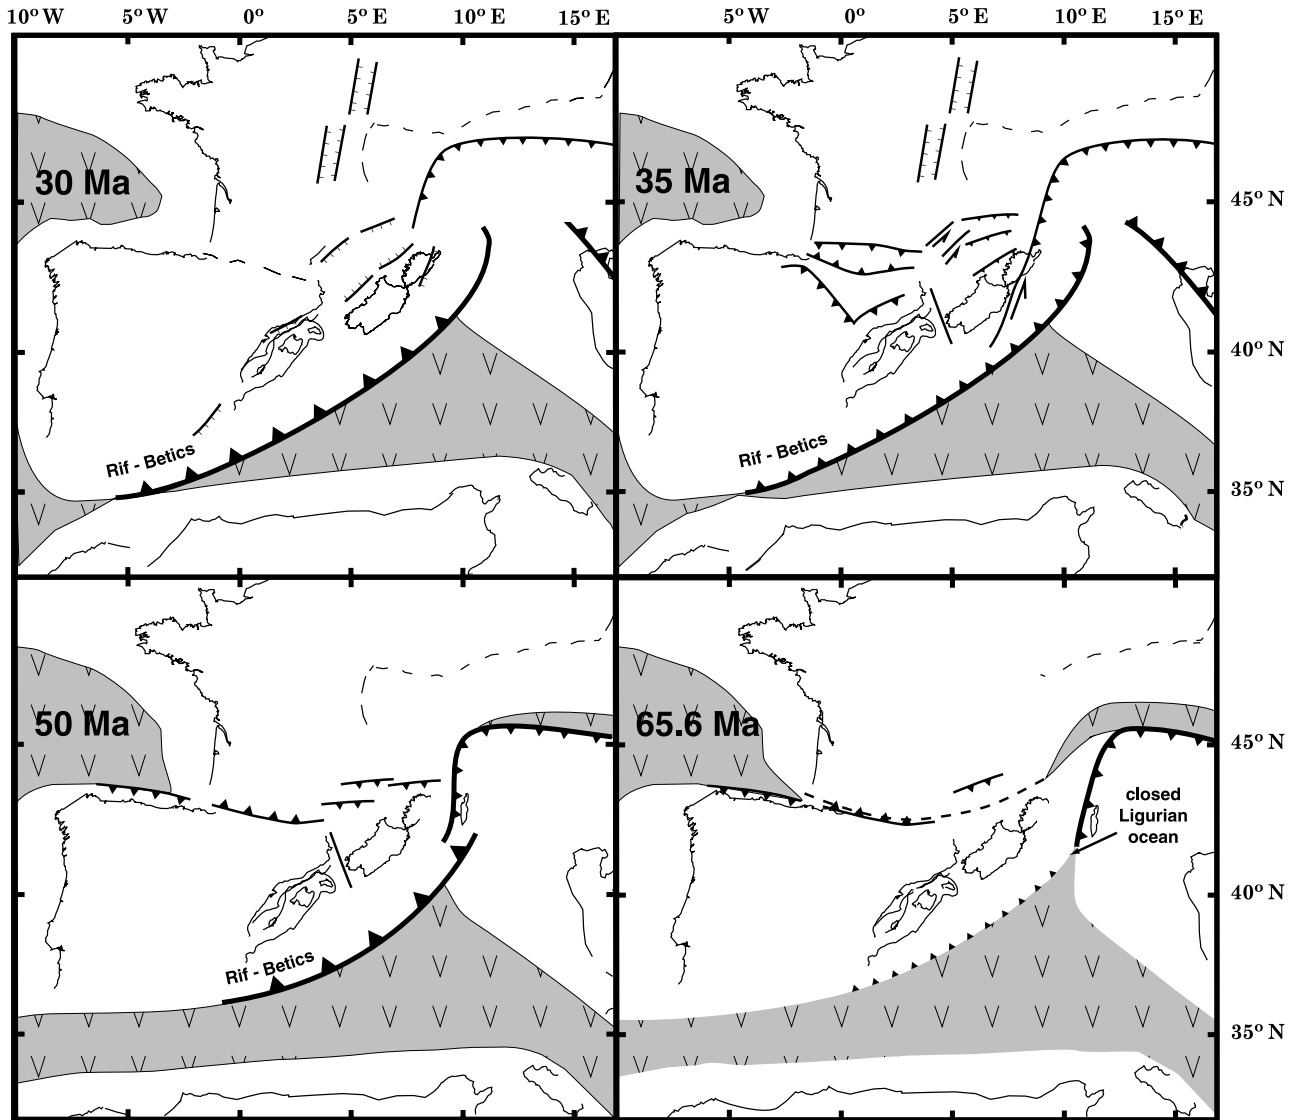 10° W 5° W 0° 5° E 10° E 15° E
5° W 0° 5° E 10° E 15° E
30 Ma
Rif - Betics
35 Ma
Rif - Betics
45° N
40° N
35° N
50 Ma
Rif - Betics
65.6 Ma
closed
Ligurian
ocean
45° N
40° N
35° N